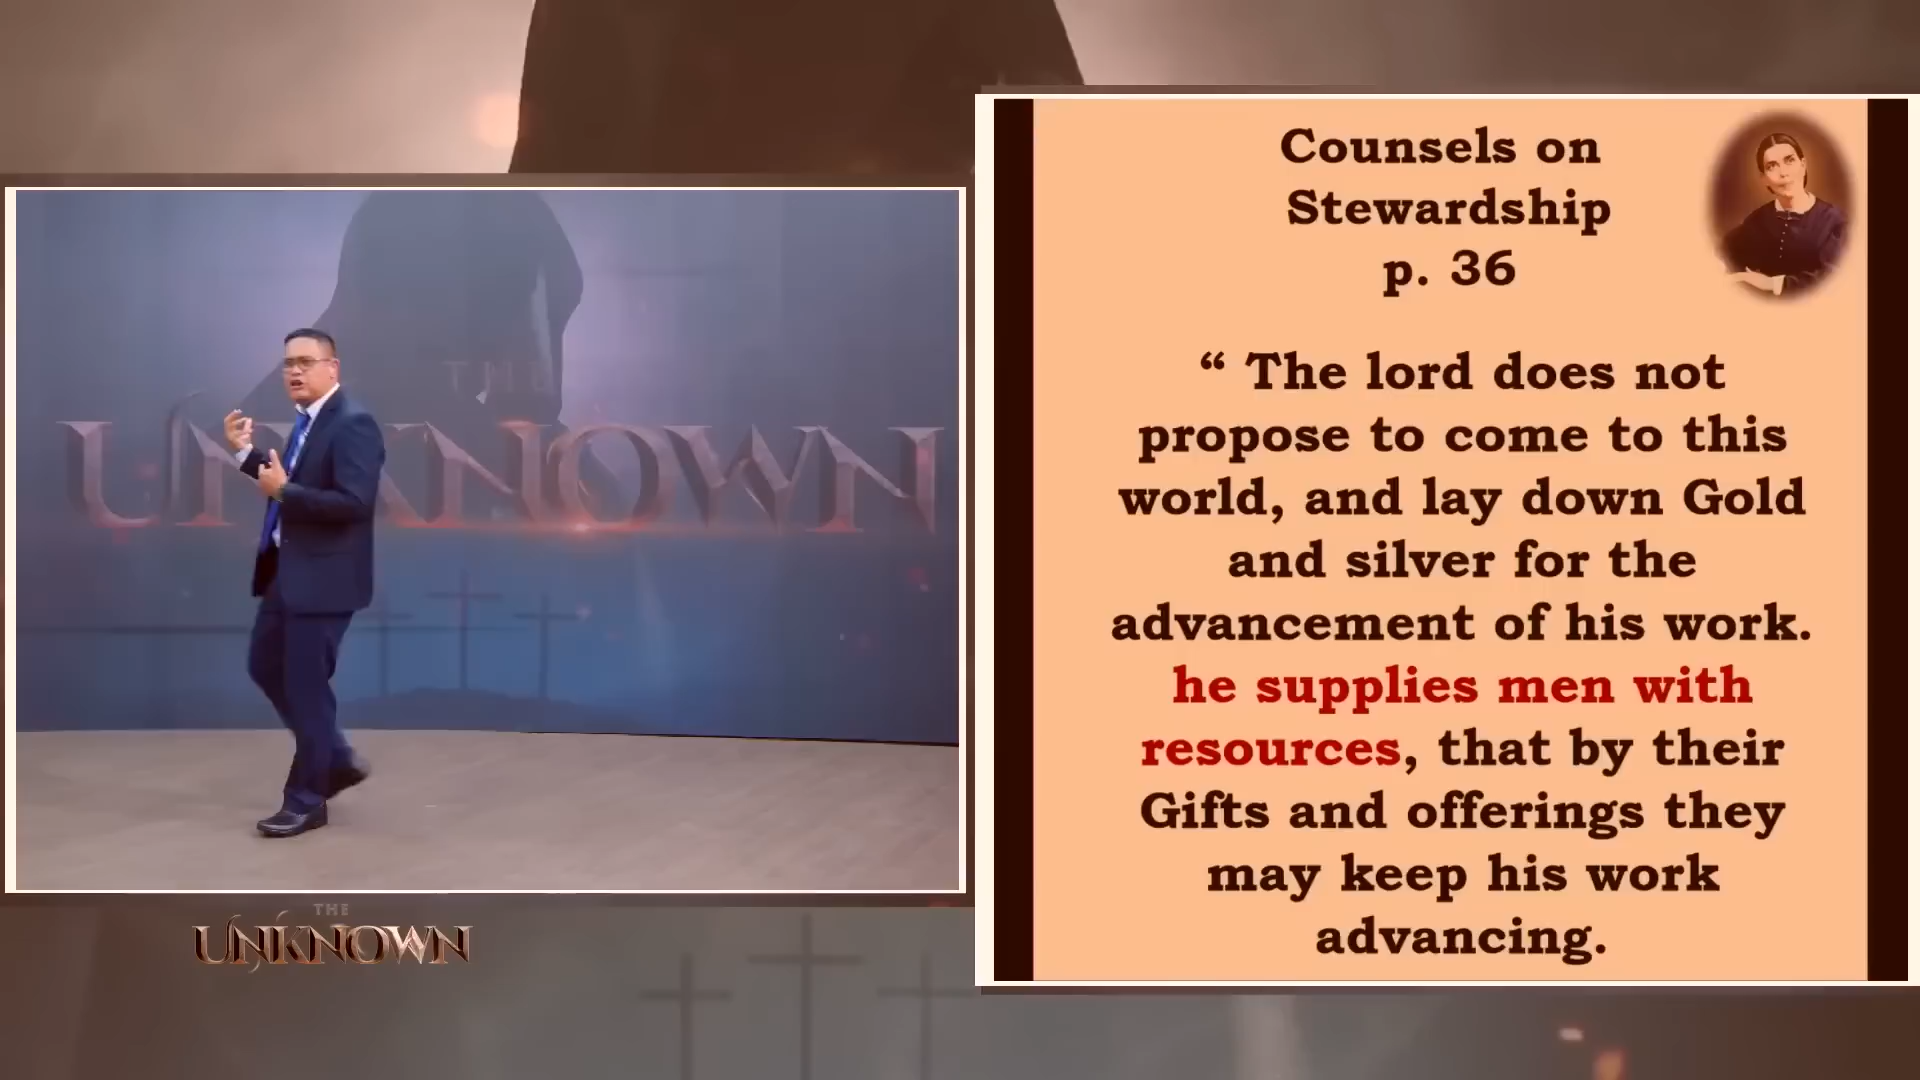 THE
UNKNOWN
THE
UNKNOWN
Counsels on
Stewardship
p. 36
“ The lord does not
propose to come to this
world, and lay down Gold
and silver for the
advancement of his work.
he supplies men with
resources, that by their
Gifts and offerings they
may keep his work
advancing.